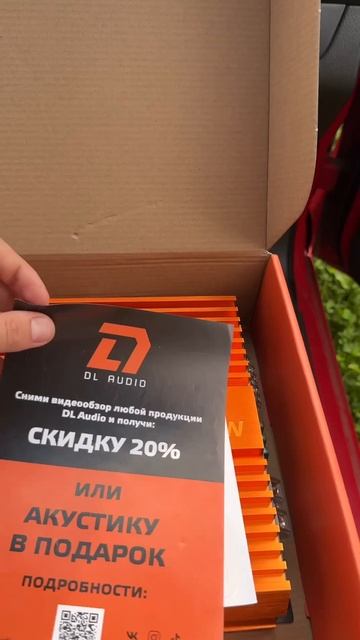 DL AUDIO
Сними видеообзор любой продукции
DL Audio и получи:
СКИДКУ 20%
ИЛИ
АКУСТИКУ
В ПОДАРОК
ПОДРОБНОСТИ: